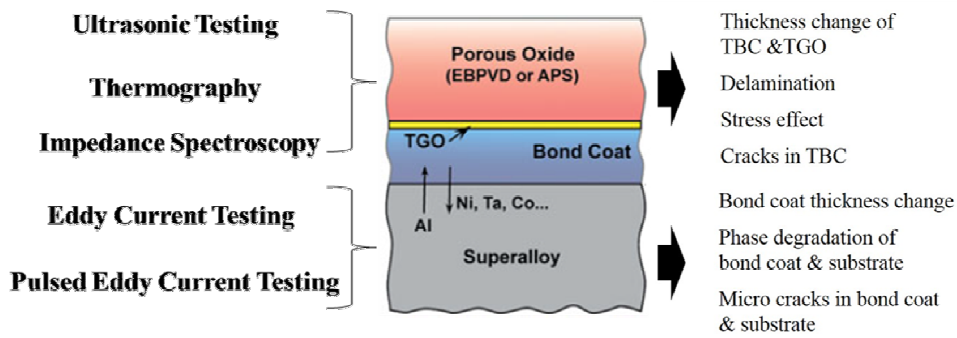 Ultrasonic Testing
Thermography
Impedance Spectroscopy
Eddy Current Testing
Pulsed Eddy Current Testing
Porous Oxide
(EBPVD or APS)
TGO
Bond Coat
Ni, Ta, Co...
Al
Superalloy
Thickness change of
TBC &TGO
Delamination
Stress effect
Cracks in TBC
Bond coat thickness change
Phase degradation of
bond coat & substrate
Micro cracks in bond coat
& substrate